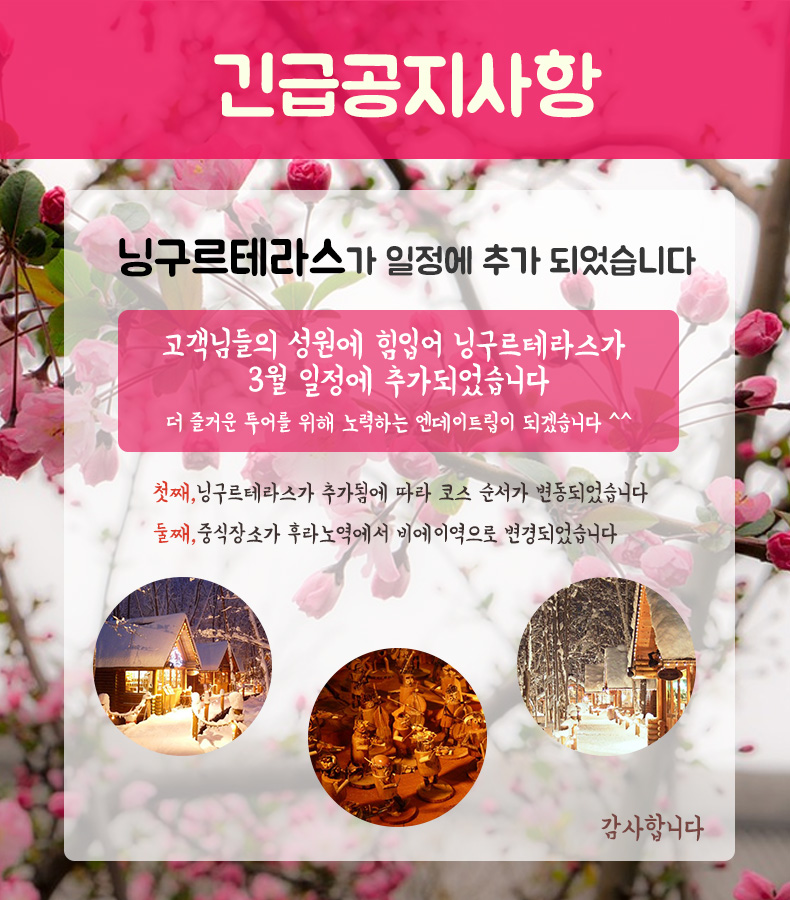 긴급공지사항
닝구르테라스가 일정에 추가 되었습니다
고객님들의 성원에 힘입어 닝구르테라스가
3월 일정에 추가되었습니다
더 즐거운 투어를 위해 노력하는 엔데이트립이 되겠습니다 ^^
첫째,닝구르테라스가 추가됨에 따라 코스 순서가 변동되었습니다
둘째,중식장소가 후라노역에서 비에이역으로 변경되었습니다
감사합니다